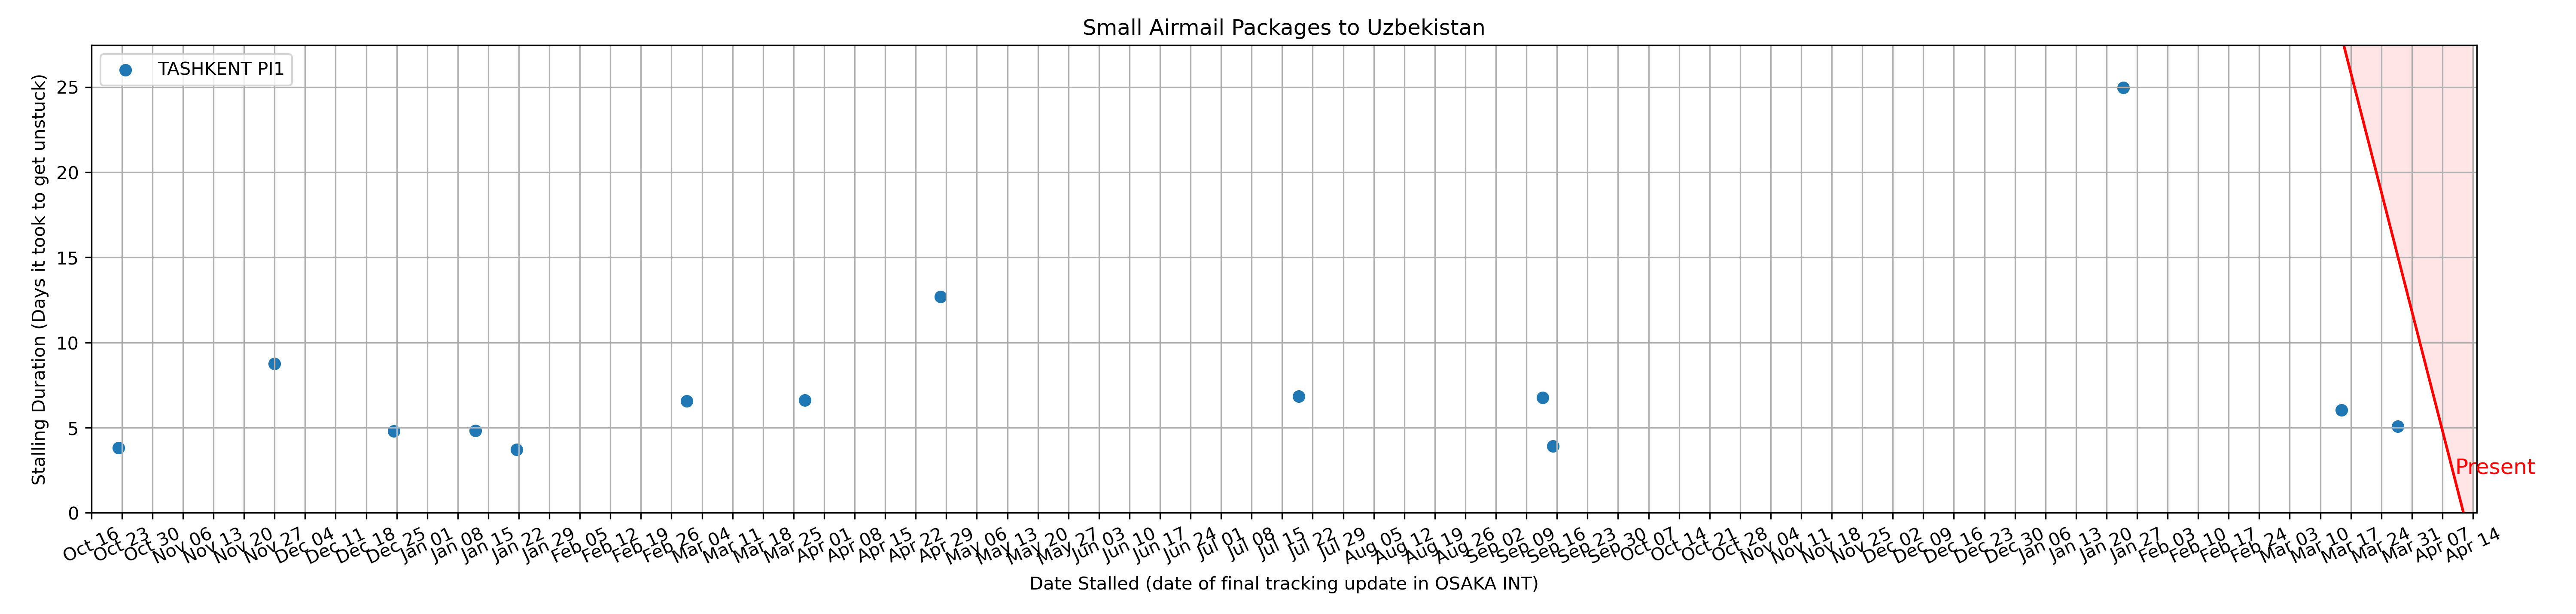 Small Airmail Packages to Uzbekistan
TASHKENT PI1
Stalling Duration (Days it took to get unstuck)
25
20
15
10
5
0
Present
Oct 16
Oct 23
Oct 30
Nov 06
Nov 13
Nov 20
Nov 27
Dec 04
Dec 11
Dec 18
Dec 25
Jan 01
Jan 08
Jan 15
Jan 22
Jan 29
Feb 05
Feb 12
Feb 19
Feb 26
Mar 04
Mar 11
Mar 18
Mar 25
Apr 01
Apr 08
Apr 15
Apr 22
Apr 29
May 06
May 13
May 20
May 27
Jun 03
Jun 10
Jun 17
Jun 24
Jul 01
Jul 08
Jul 15
Jul 22
Jul 29
Aug 05
Aug 12
Aug 19
Aug 26
Sep 02
Sep 09
Sep 16
Sep 23
Sep 30
Oct 07
Oct 14
Oct 21
Oct 28
Nov 04
Nov 11
Nov 18
Nov 25
Dec 02
Dec 09
Dec 16
Dec 23
Dec 30
Jan 06
Jan 13
Jan 20
Jan 27
Feb 03
Feb 10
Feb 17
Feb 24
Mar 03
Mar 10
Mar 17
Mar 24
Mar 31
Apr 07
Apr 14
Date Stalled (date of final tracking update in OSAKA INT)